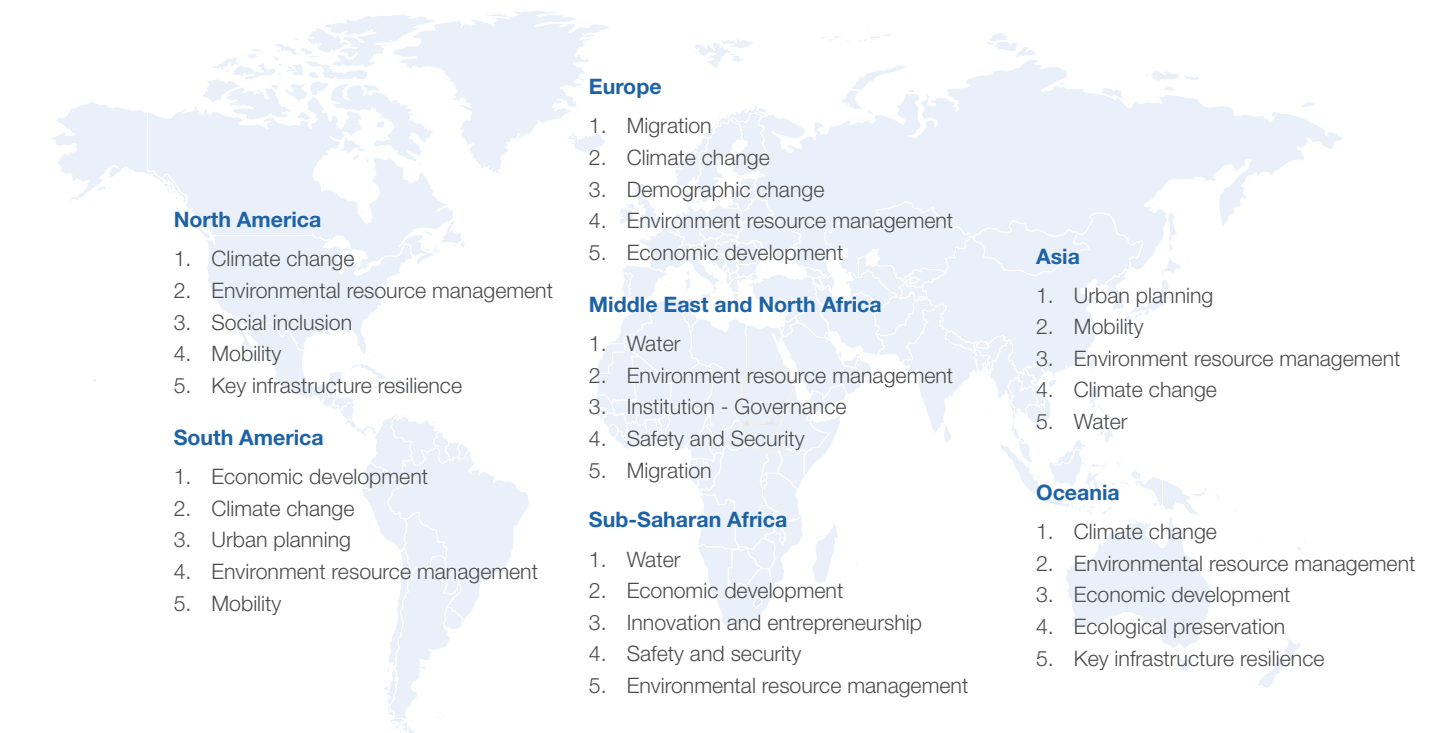 North America
1. Climate change
2. Environmental resource management
3. Social inclusion
4. Mobility
5. Key infrastructure resilience
South America
1. Economic development
2. Climate change
3. Urban planning
4. Environment resource management
5. Mobility
Europe
1. Migration
2. Climate change
3. Demographic change
4. Environment resource management
5. Economic development
Middle East and North Africa
1. Water
2. Environment resource management
3. Institution - Governance
4. Safety and Security
5. Migration
Sub-Saharan Africa
1. Water
2. Economic development
3. Innovation and entrepreneurship
4. Safety and security
5. Environmental resource management
Asia
1. Urban planning
2. Mobility
3. Environment resource management
4. Climate change
5. Water
Oceania
1. Climate change
2. Environmental resource management
3. Economic development
4. Ecological preservation
5. Key infrastructure resilience